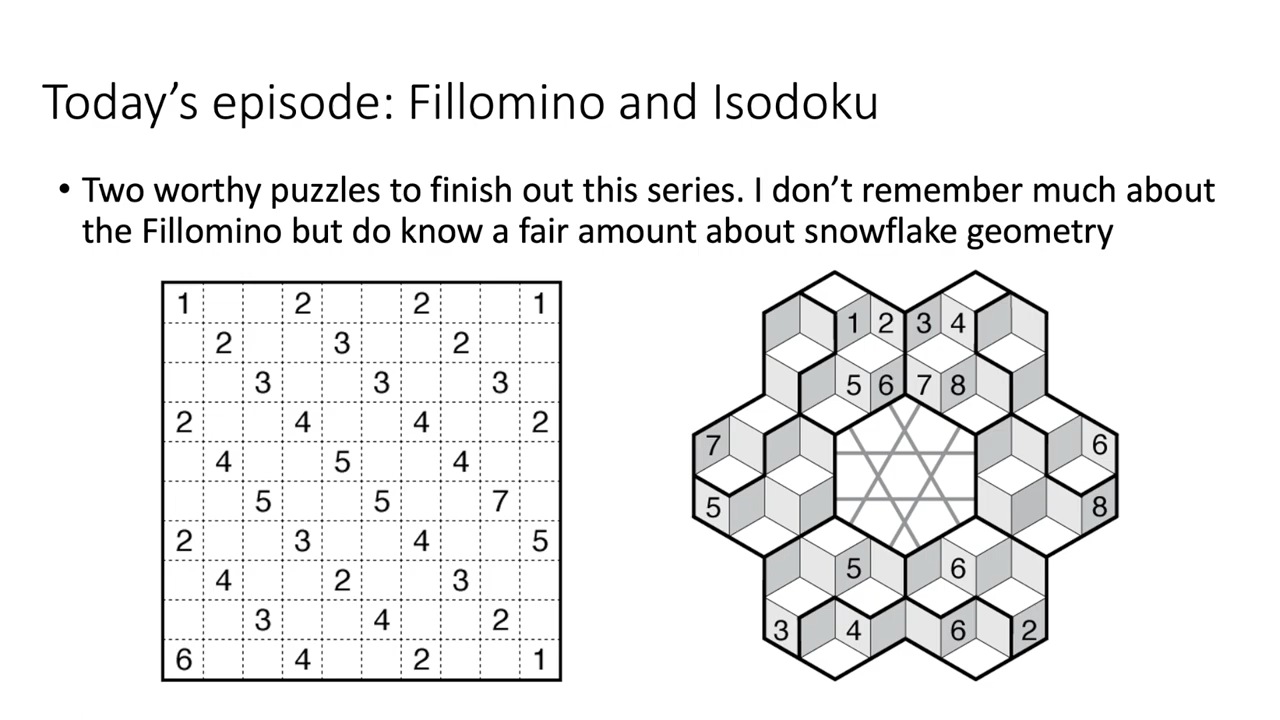 Today’s episode: Fillomino and Isodoku
• Two worthy puzzles to finish out this series. I don’t remember much about
the Fillomino but do know a fair amount about snowflake geometry
1 2 2 1
2 3 2
3 3 3
2 4 4 2
4 5 4
5 5 7
2 3 4 5
4 2 3
3 4 2
6 4 2 1
1 2 3 4
5 6 7 8
7 6
5 8
5 6
3 4 6 2